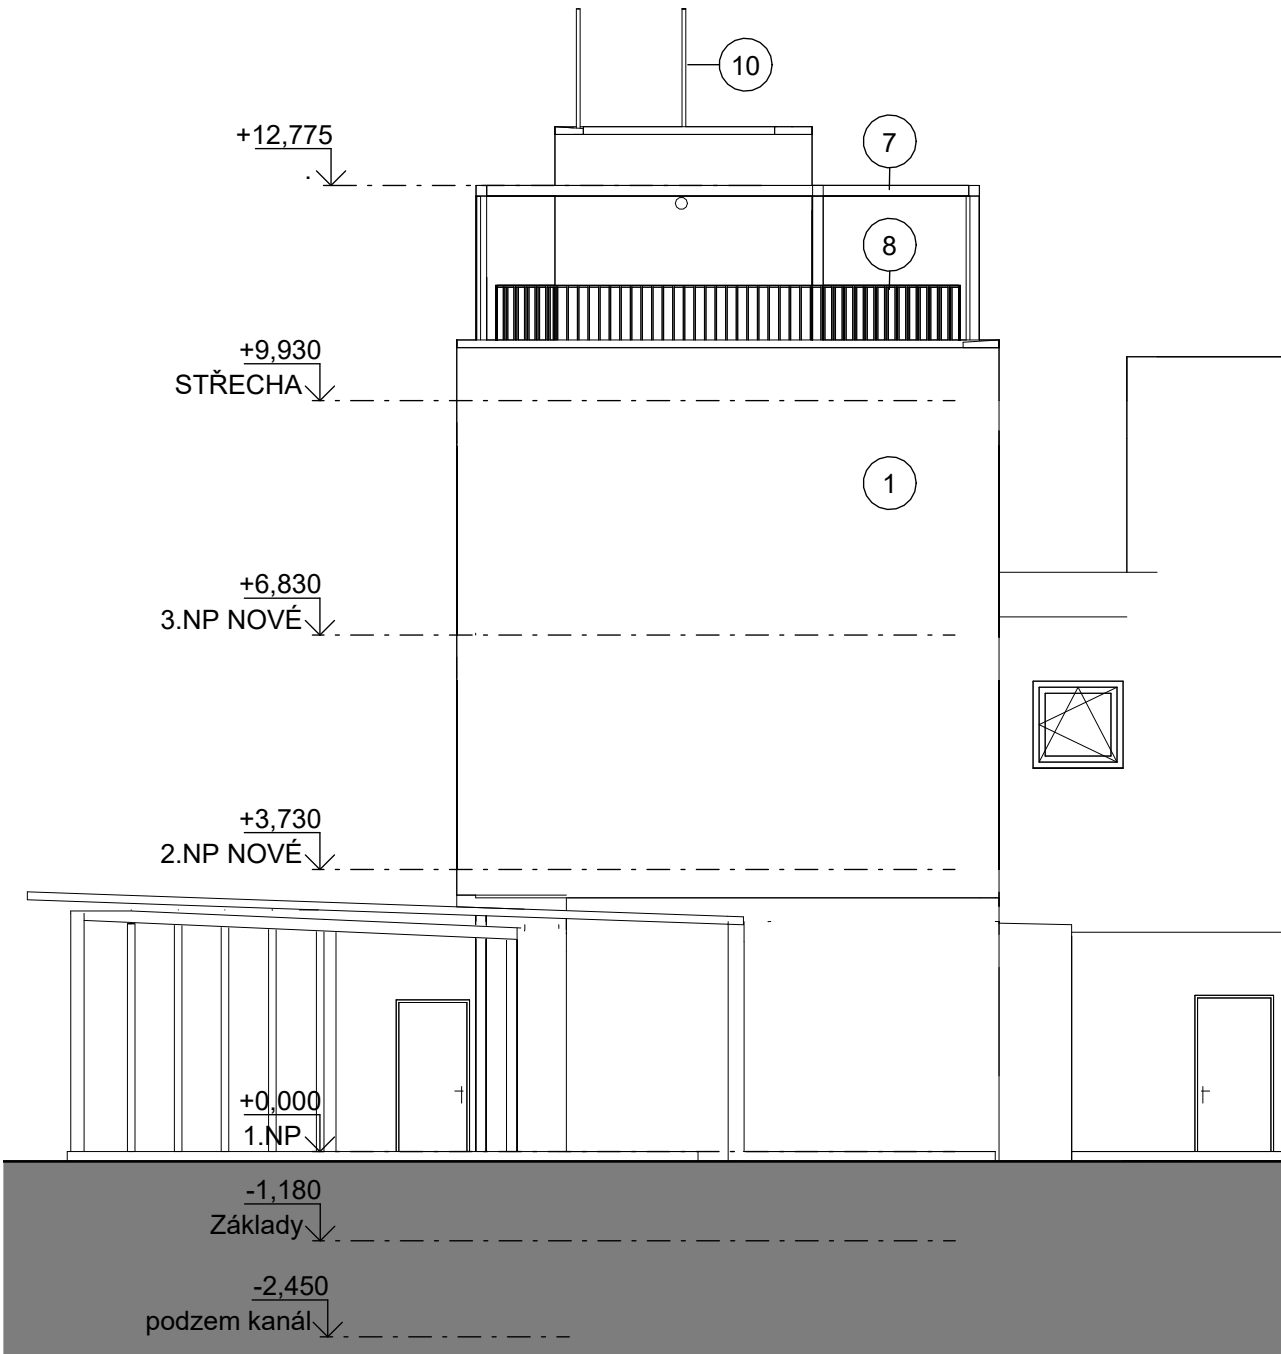 10
+12,775
.
7
8
+9,930
STŘECHA
1
+6,830
3.NP NOVÉ
+3,730
2.NP NOVÉ
+0,000
1.NP
-1,180
Základy
-2,450
podzem kanál